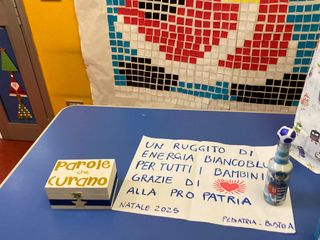 PAROLE
che
CURANO
UN RUGGITO DI
ENERGIA BIANCOBLU
PER TUTTI I BAMBINI
GRAZIE DI
ALLA PRO PATRIA
NATALE 2025
PEDIATRIA - BUSTO A